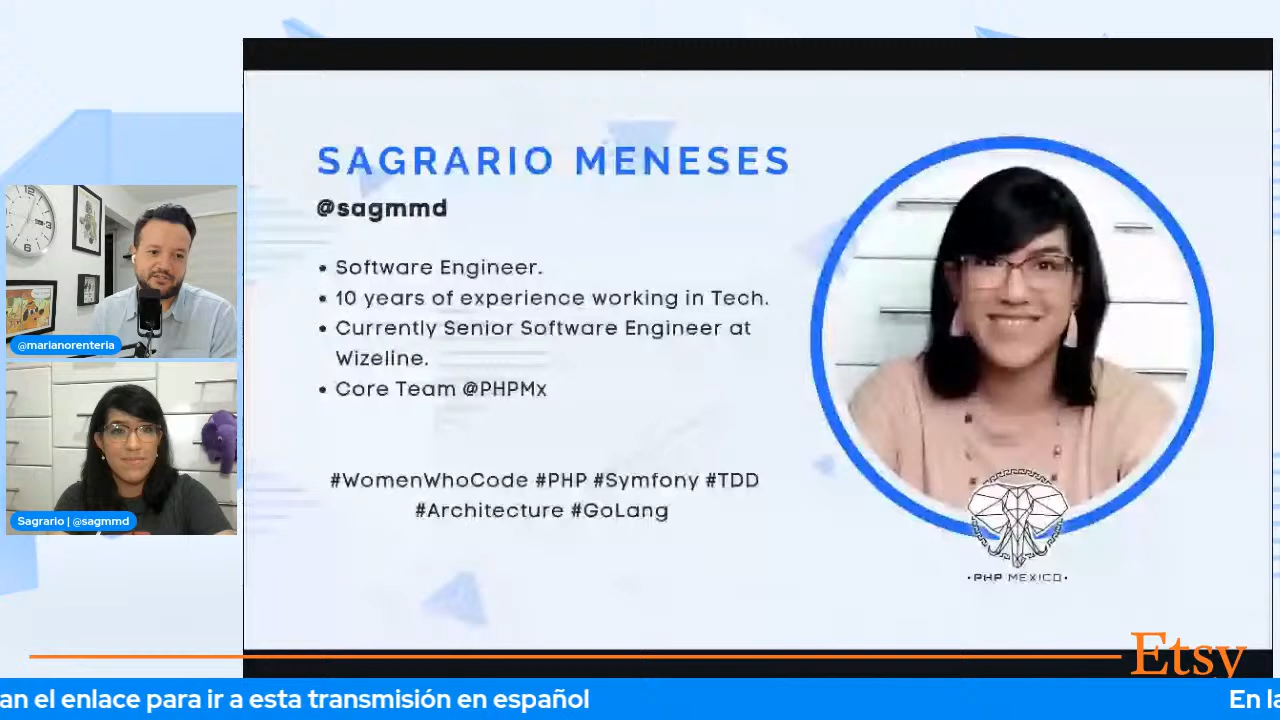 SAGRARIO MENESES
@sagmmd
• Software Engineer.
• 10 years of experience working in Tech.
• Currently Senior Software Engineer at
Wizeline.
• Core Team @PHPMx
#WomenWhoCode #PHP #Symfony #TDD
#Architecture #GoLang
•PHP MEXICO•
@marianorenteria
Sagrario | @sagmmd
Etsy
an el enlace para ir a esta transmisión en español
En la